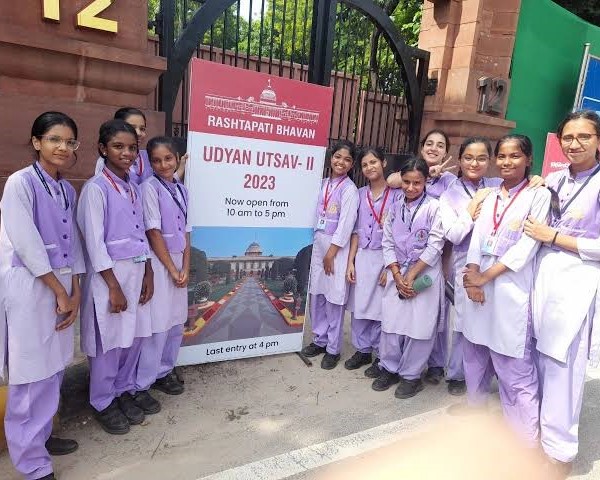 12
12
RASHTAPATI BHAVAN
UDYAN UTSAV- II
2023
Now open from
10 am to 5 pm
Last entry at 4 pm